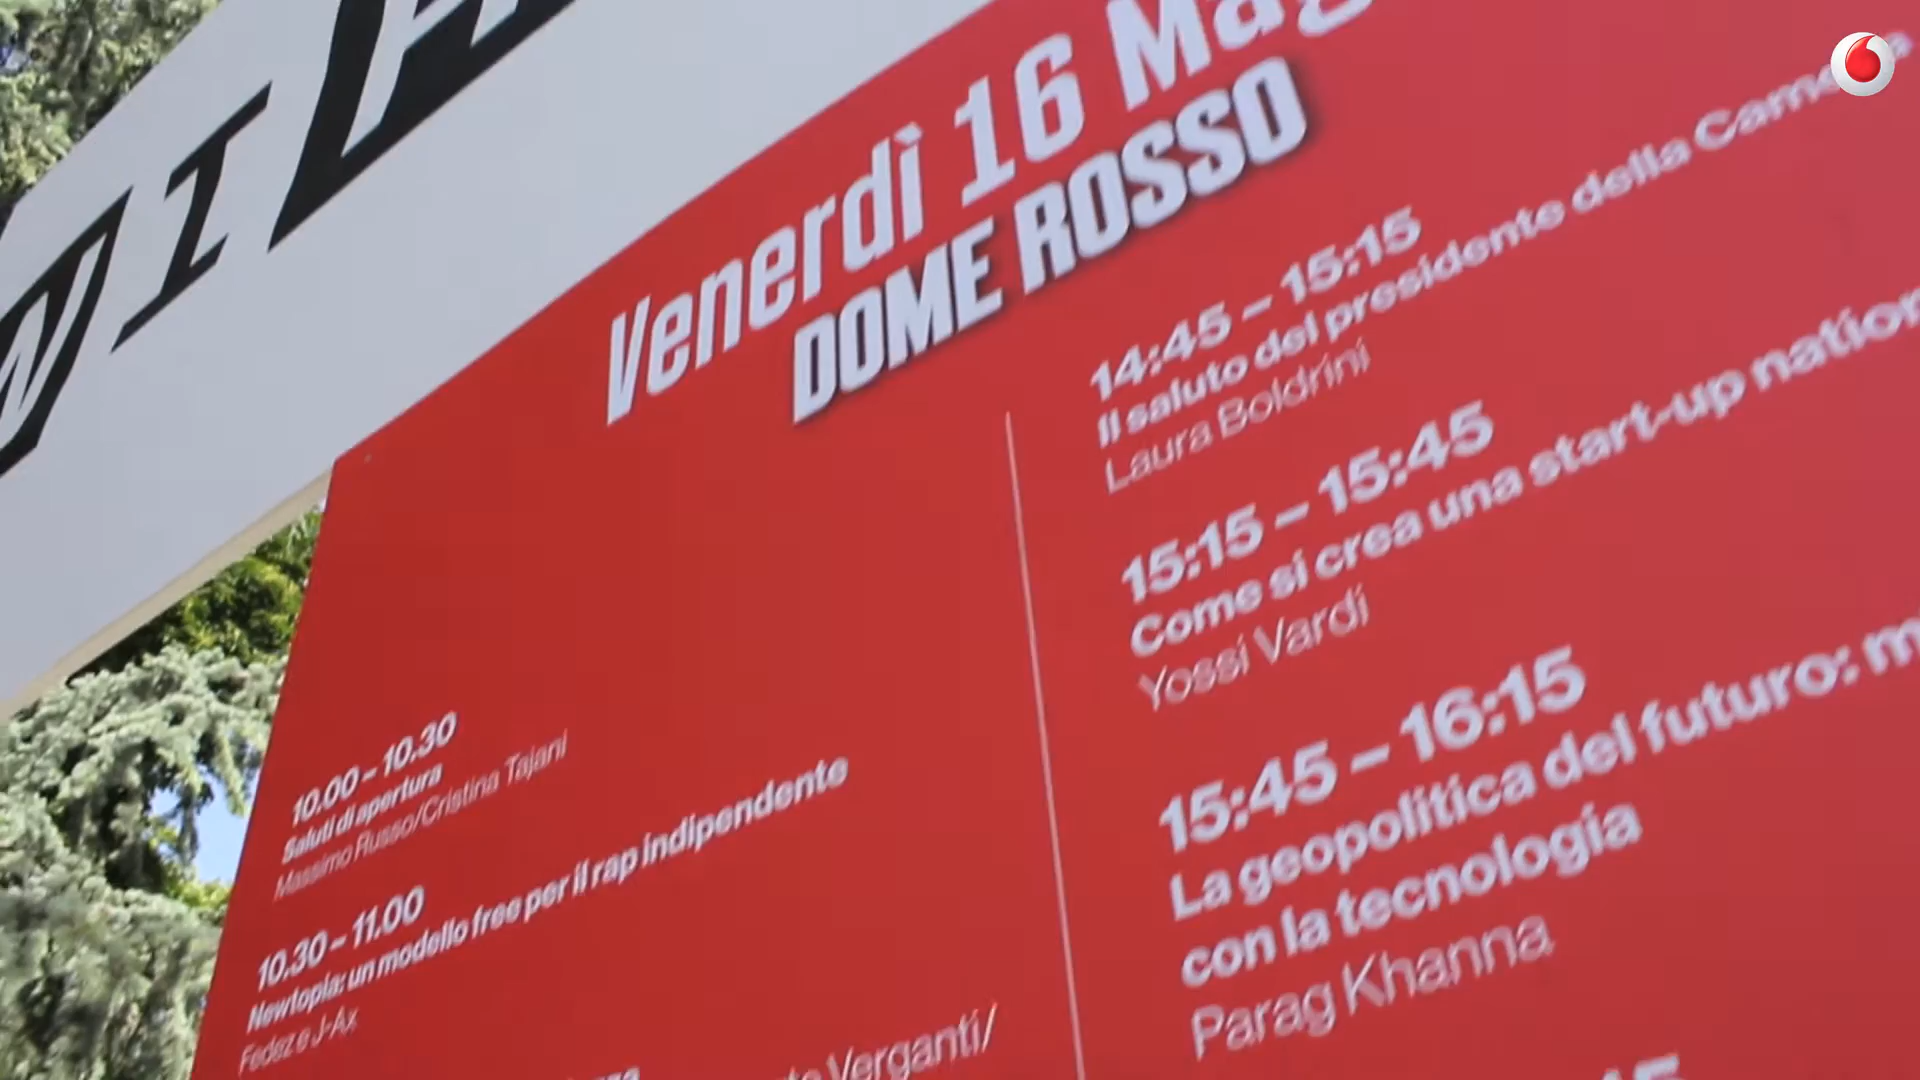 WI
Venerdì 16 Mag
DOME ROSSO
10.00 – 10.30
Saluti di apertura
Massimo Russo/Cristina Tajani
10.30 – 11.00
Newtopia: un modello free per il rap indipendente
Fedez e J-Ax
Verganti/
14:45 – 15:15
Il saluto del presidente della Camera
Laura Boldrini
15:15 – 15:45
Come si crea una start-up nation
Yossi Vardi
15:45 – 16:15
La geopolitica del futuro: m
con la tecnologia
Parag Khanna